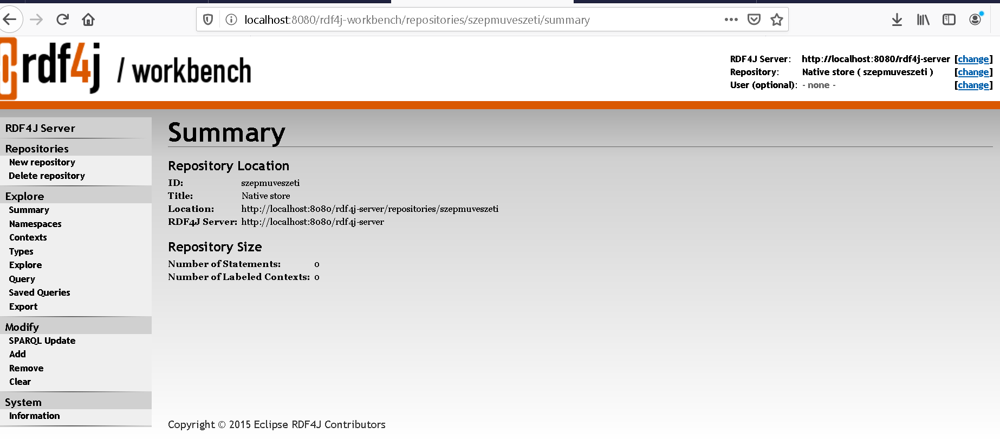 localhost:8080/rdf4j-workbench/repositories/szepmuveszeti/summary
rdf4j / workbench
RDF4J Server: http://localhost:8080/rdf4j-server [change]
Repository: Native store ( szepmuveszeti ) [change]
User (optional): - none - [change]
RDF4J Server
Repositories
New repository
Delete repository
Explore
Summary
Namespaces
Contexts
Types
Explore
Query
Saved Queries
Export
Modify
SPARQL Update
Add
Remove
Clear
System
Information
Summary
Repository Location
ID: szepmuveszeti
Title: Native store
Location: http://localhost:8080/rdf4j-server/repositories/szepmuveszeti
RDF4J Server: http://localhost:8080/rdf4j-server
Repository Size
Number of Statements: 0
Number of Labeled Contexts: 0
Copyright © 2015 Eclipse RDF4J Contributors